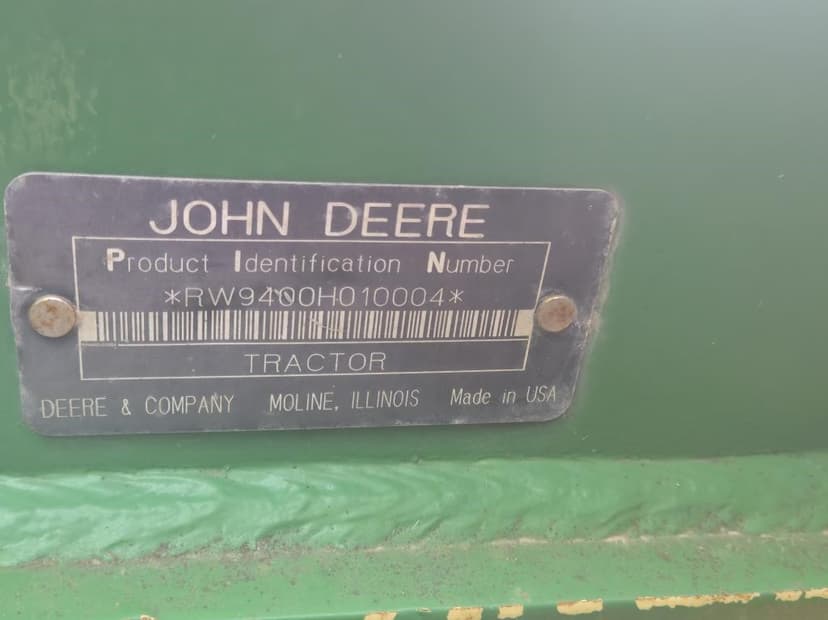 JOHN DEERE
Product Identification Number
*RW9400H010004*
TRACTOR
DEERE & COMPANY MOLINE, ILLINOIS Made in USA